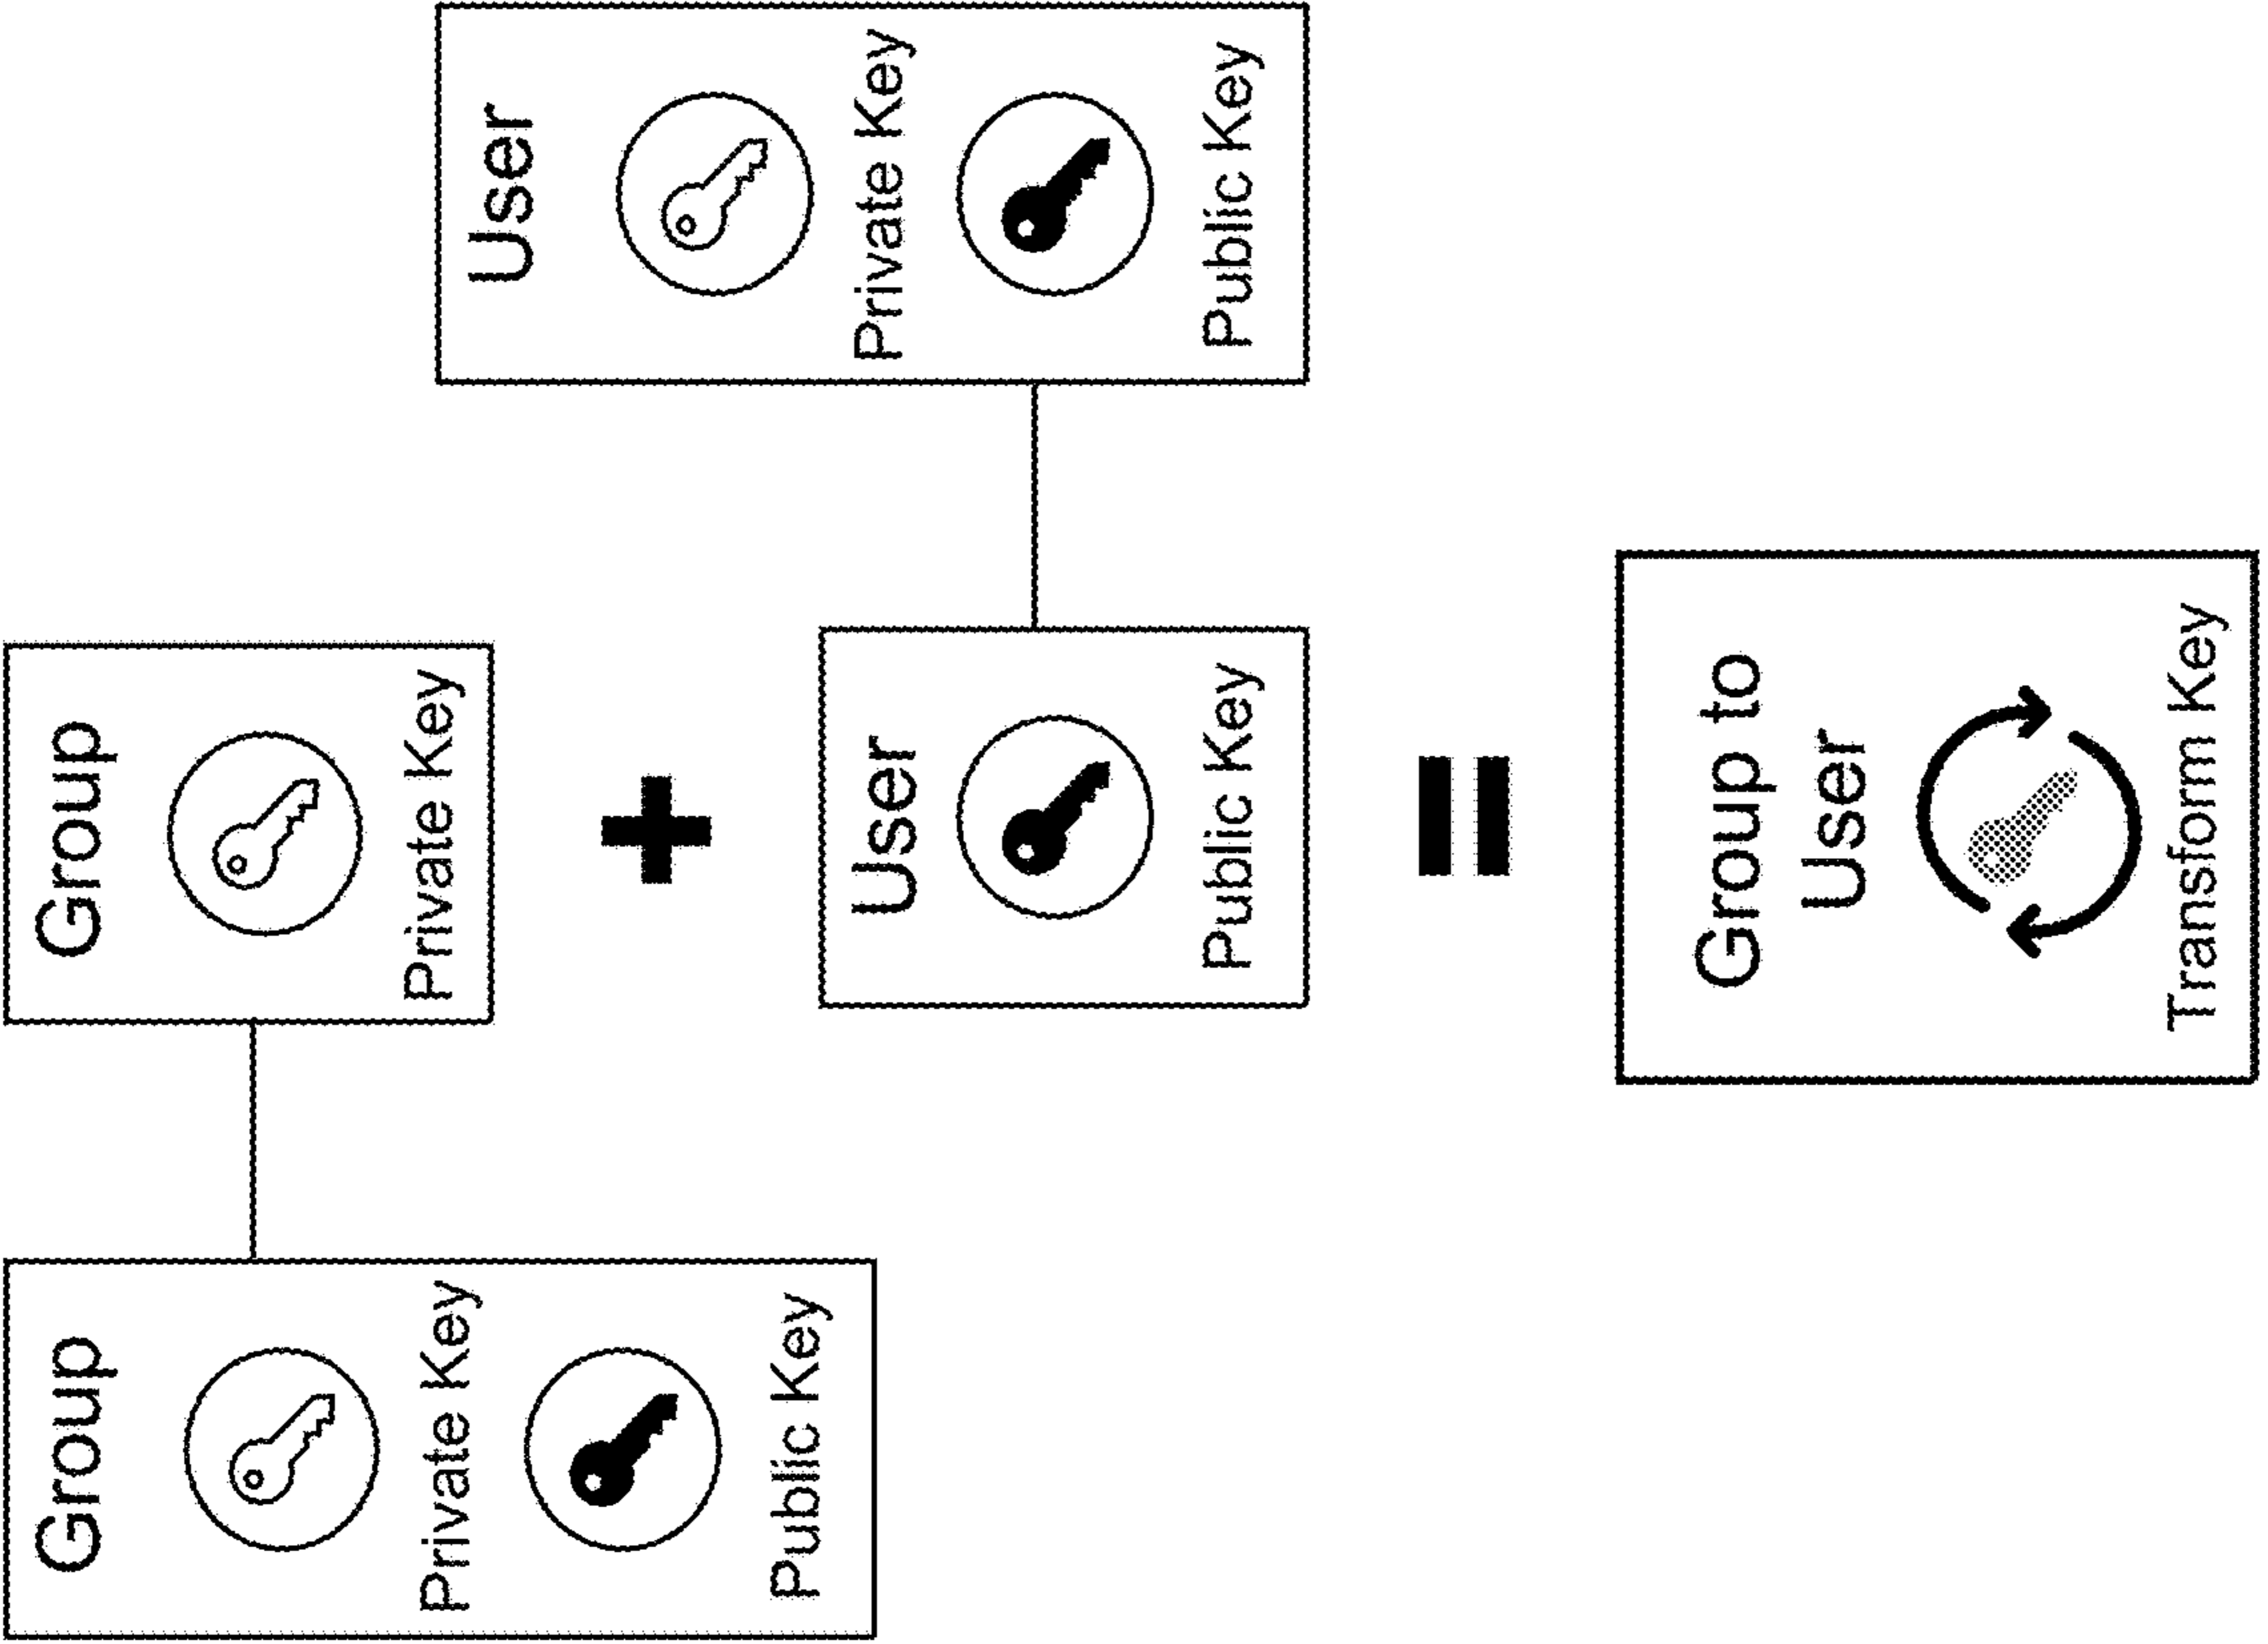 Group
Private Key
Public Key
Group
Private Key
+
User
Public Key
User
Private Key
Public Key
=
Group to
User
Transform Key